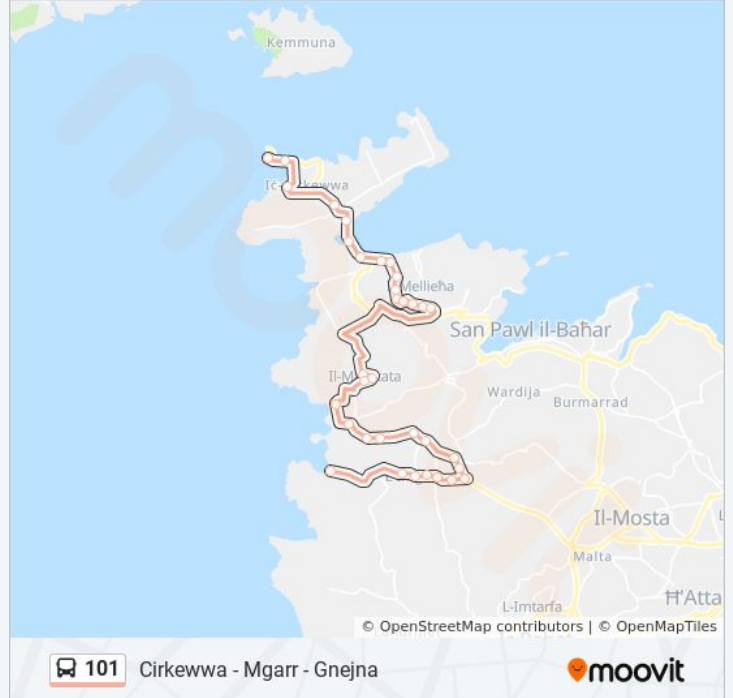 Kemmuna
Mellieħa
San Pawl il-Baħar
Wardija
Burmarrad
Il-Mosta
Malta
Ħ'Atta
L-Imtarfa
© OpenStreetMap contributors | © OpenMapTiles
101 Cirkewwa - Mgarr - Gnejna
moovit